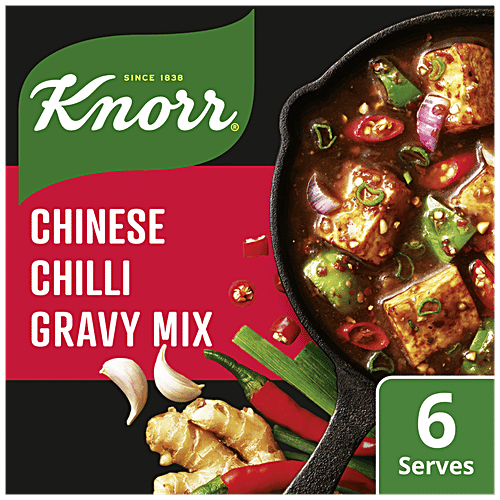 SINCE 1838
Knorr®
CHINESE
CHILLI
GRAVY MIX
6
Serves